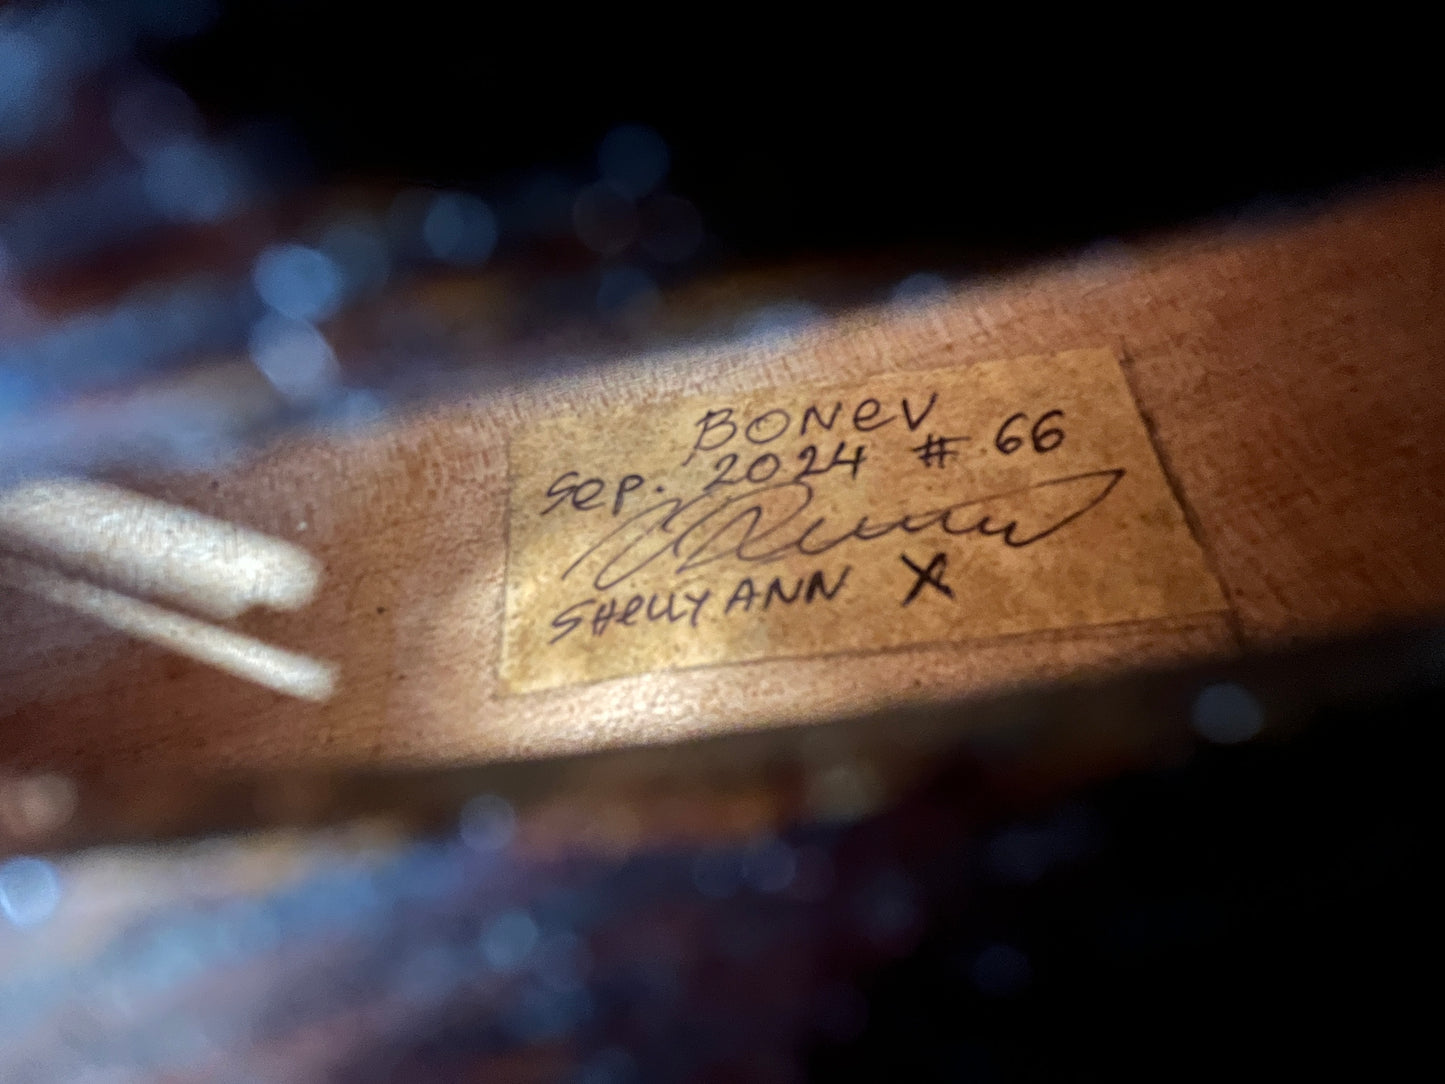 BONEV
Sep. 2024 # 66
SHellY ANN X